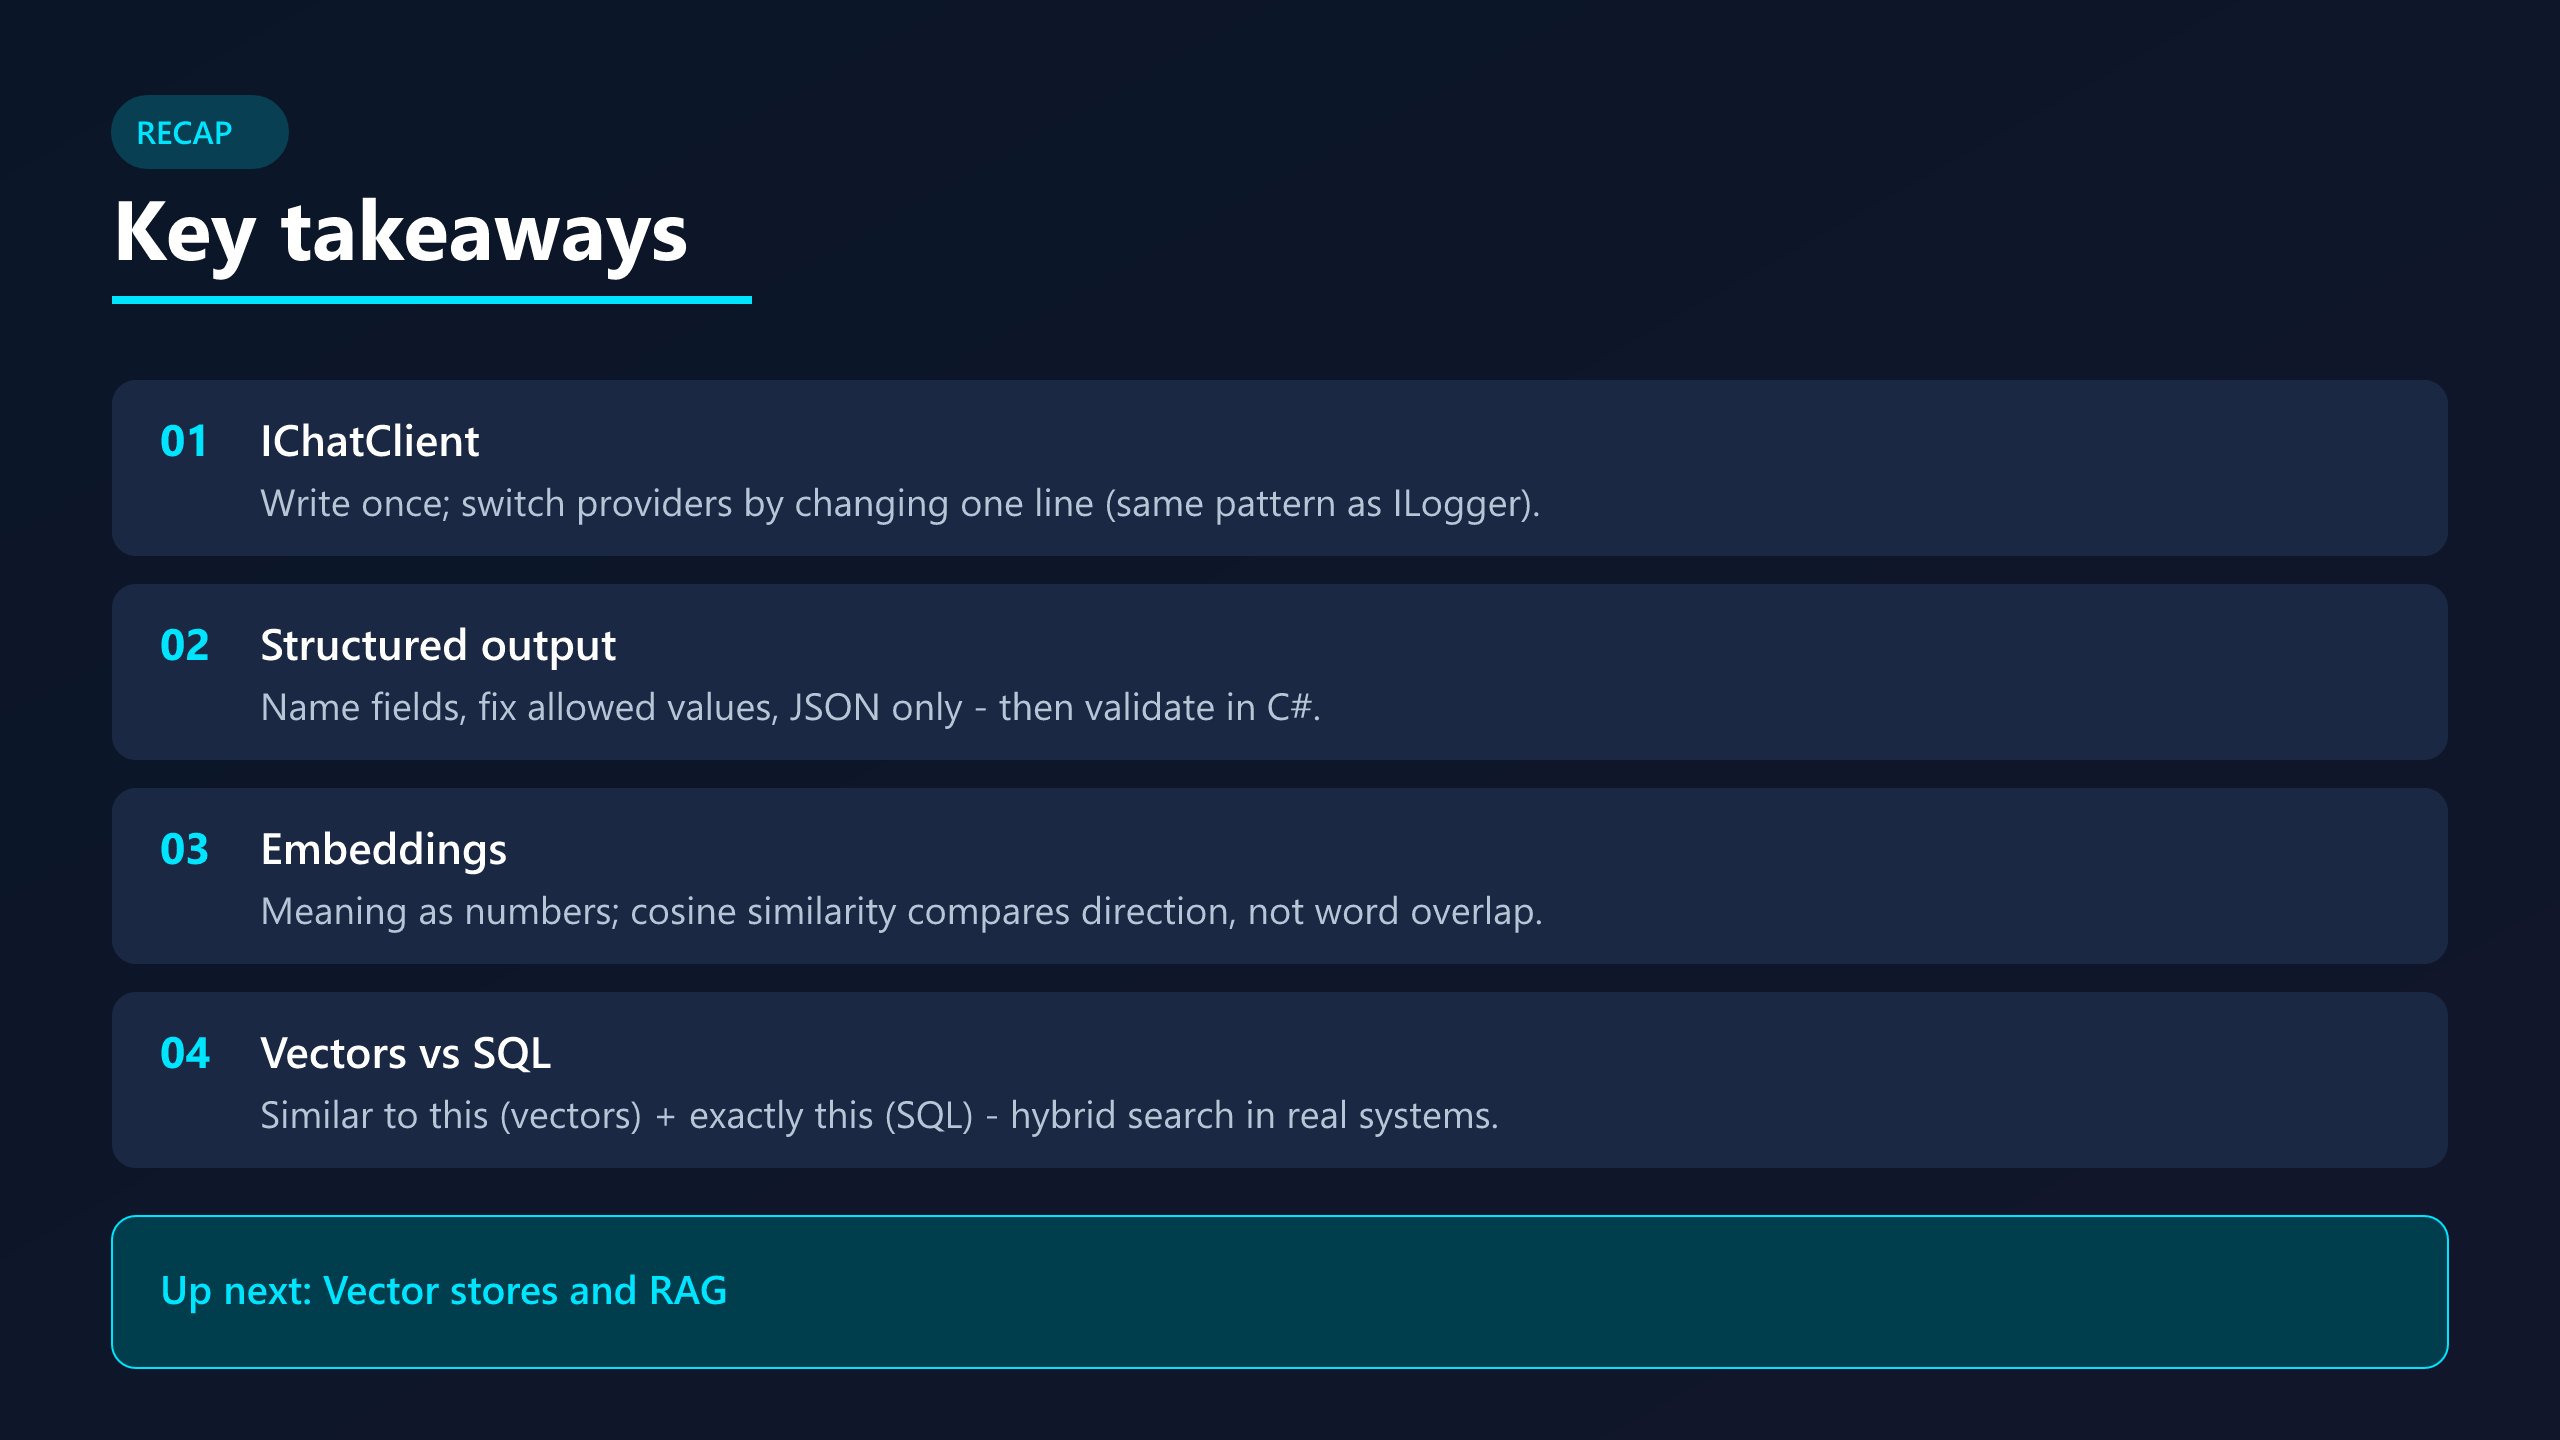 RECAP
Key takeaways
01 IChatClient
Write once; switch providers by changing one line (same pattern as ILogger).
02 Structured output
Name fields, fix allowed values, JSON only - then validate in C#.
03 Embeddings
Meaning as numbers; cosine similarity compares direction, not word overlap.
04 Vectors vs SQL
Similar to this (vectors) + exactly this (SQL) - hybrid search in real systems.
Up next: Vector stores and RAG